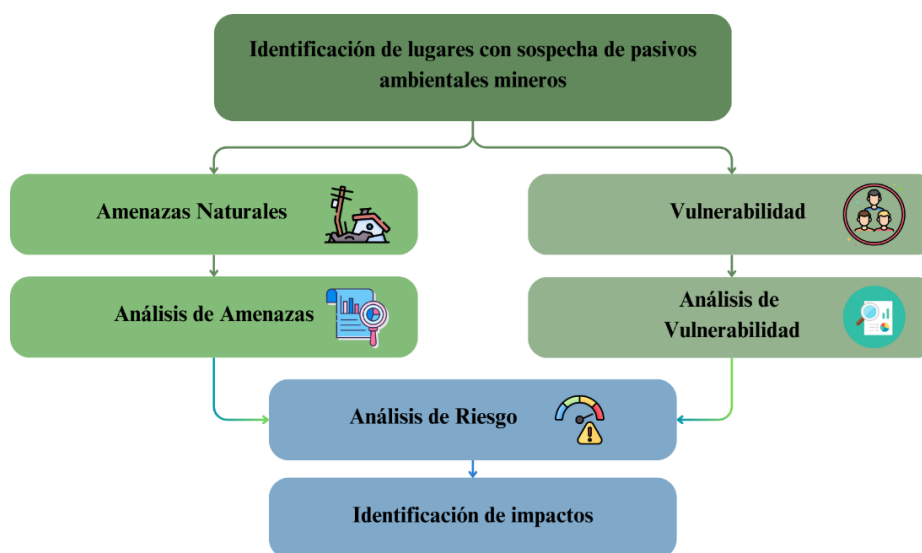 Identificación de lugares con sospecha de pasivos
ambientales mineros
Amenazas Naturales
Vulnerabilidad
Análisis de Amenazas
Análisis de
Vulnerabilidad
Análisis de Riesgo
Identificación de impactos